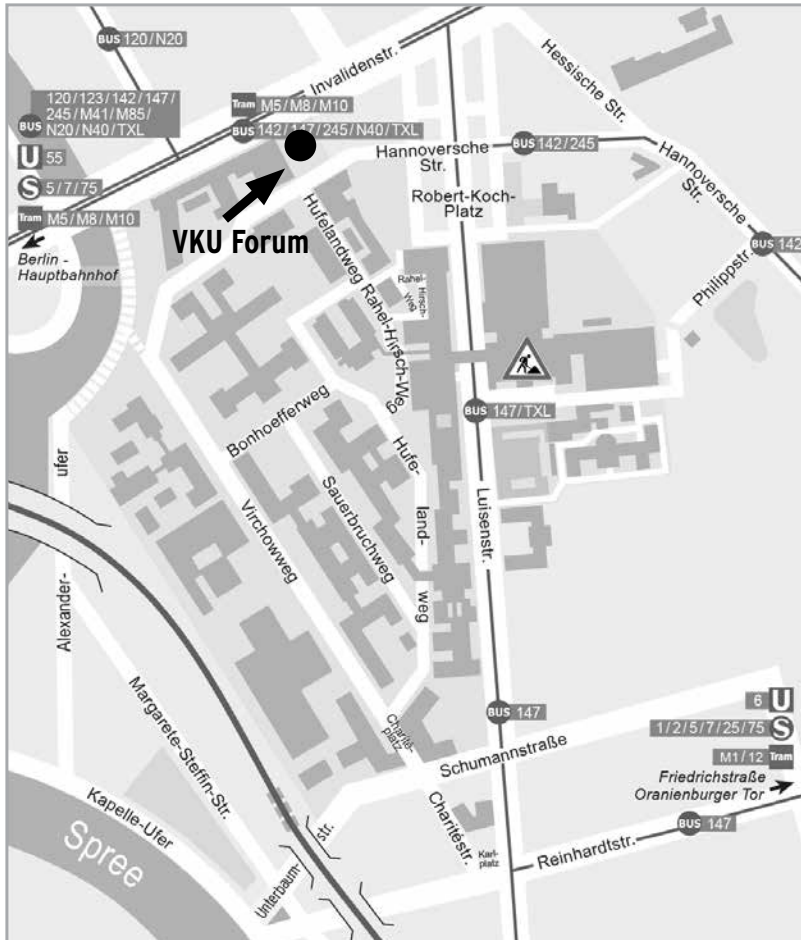 BUS 120/N20
120/123/142/147/
245/M41/M85/
BUS N20/N40/TXL
U 55
S 5/7/75
Tram M5/M8/M10
Berlin -
Hauptbahnhof
Invalidenstr.
Tram M5/M8/M10
BUS 142/147/245/N40/TXL
VKU Forum
Hessische Str.
Hannoversche
Str.
BUS 142/245
Hannoversche
Str.
Robert-Koch-
Platz
BUS 142
Philippstr.
Hufelandweg
Rahel-Hirsch-Weg
Rahel-
Hirsch-
Weg
BUS 147/TXL
Bonhoefferweg
Hufe-
land-
weg
Sauerbruchweg
Virchowweg
Luisenstr.
Alexander-
ufer
Margarete-Steffin-Str.
Kapelle-Ufer
Spree
Charité-
platz
BUS 147
Schumannstraße
6 U
1/2/5/7/25/75 S
M1/12 Tram
Friedrichstraße
Oranienburger Tor
BUS 147
Reinhardtstr.
Charitéstr.
Karl-
platz
Unterbaum-
str.